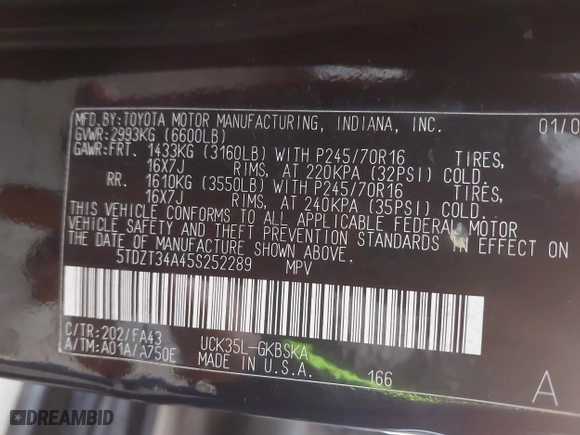 MFD.BY:TOYOTA MOTOR MANUFACTURING, INDIANA, INC. 01/0
GVWR:2993KG (6600LB)
GAWR:FRT. 1433KG (3160LB) WITH P245/70R16 TIRES,
16X7J RIMS, AT 220KPA (32PSI) COLD.
RR. 1610KG (3550LB) WITH P245/70R16 TIRES,
16X7J RIMS, AT 240KPA (35PSI) COLD.
THIS VEHICLE CONFORMS TO ALL APPLICABLE FEDERAL MOTOR
VEHICLE SAFETY AND THEFT PREVENTION STANDARDS IN EFFECT ON
THE DATE OF MANUFACTURE SHOWN ABOVE.
5TDZT34A45S252289 MPV
C/TR:202/FA43 UCK35L-GKBSKA
A/TM:A01A/A750E MADE IN U.S.A. 166 A
DREAMBID